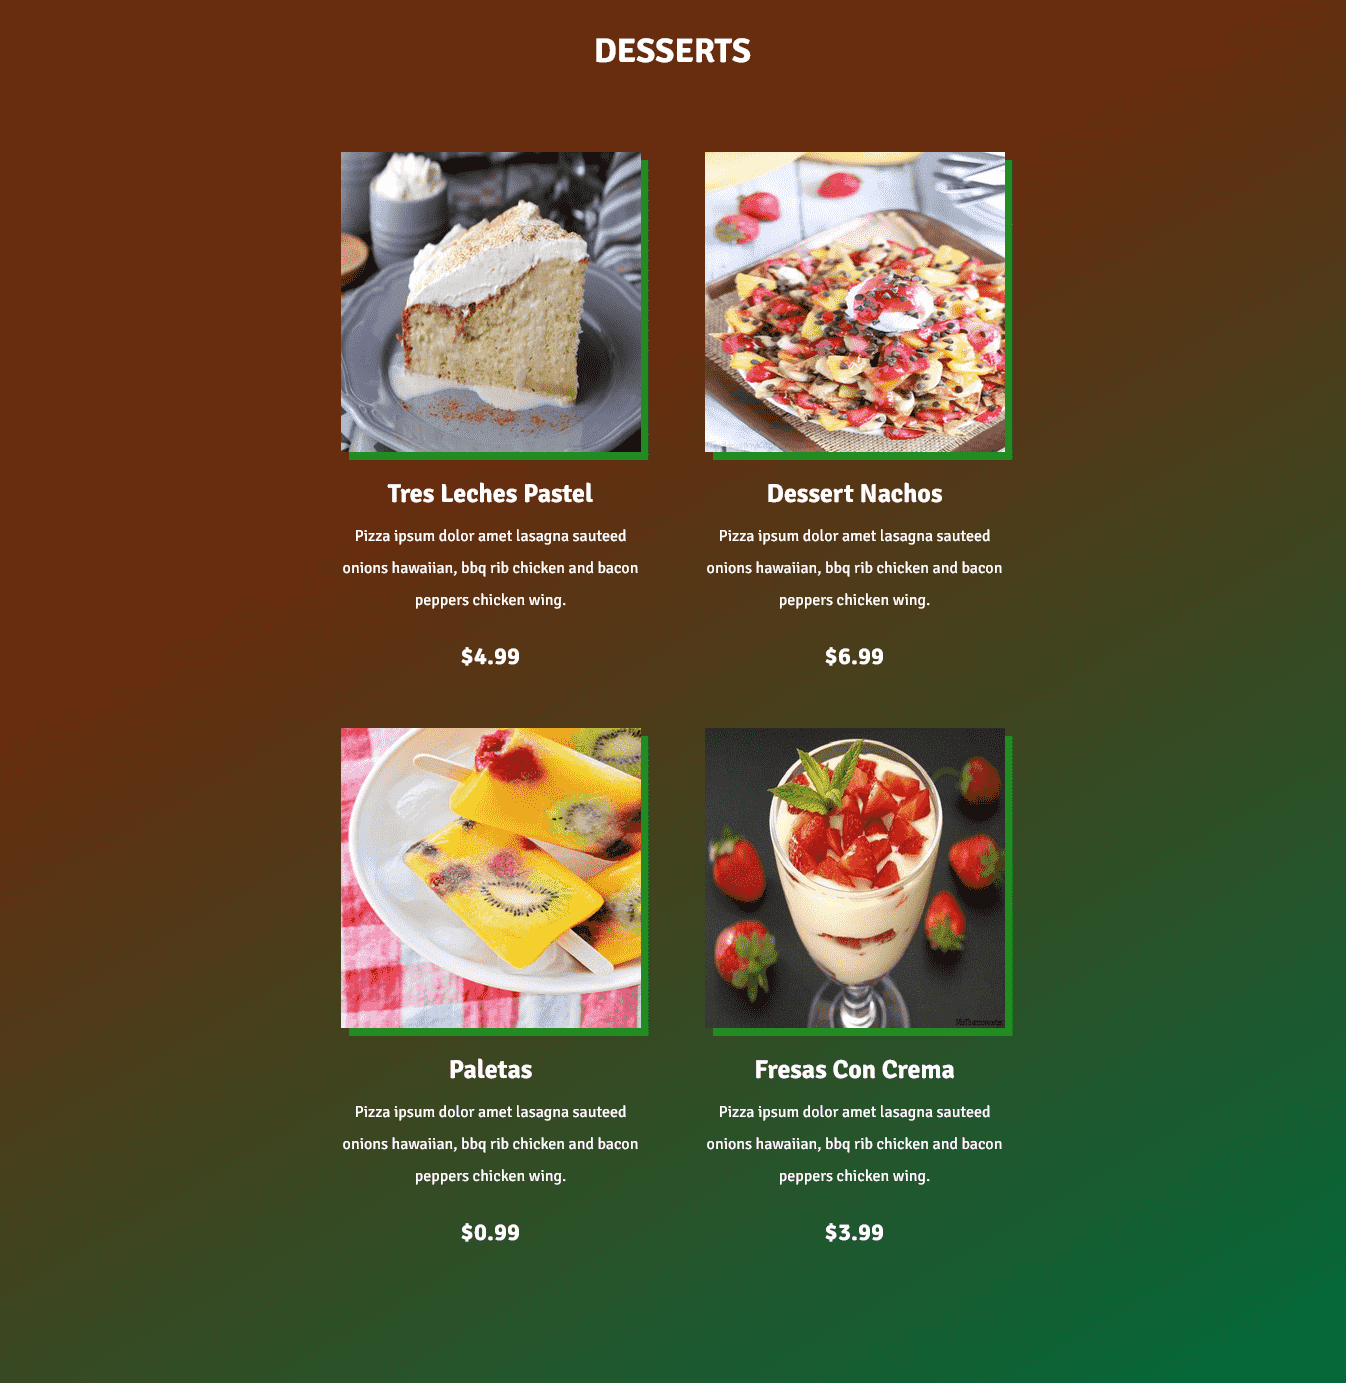 DESSERTS
Tres Leches Pastel
Pizza ipsum dolor amet lasagna sauteed
onions hawaiian, bbq rib chicken and bacon
peppers chicken wing.
$4.99
Dessert Nachos
Pizza ipsum dolor amet lasagna sauteed
onions hawaiian, bbq rib chicken and bacon
peppers chicken wing.
$6.99
Paletas
Pizza ipsum dolor amet lasagna sauteed
onions hawaiian, bbq rib chicken and bacon
peppers chicken wing.
$0.99
Fresas Con Crema
Pizza ipsum dolor amet lasagna sauteed
onions hawaiian, bbq rib chicken and bacon
peppers chicken wing.
$3.99